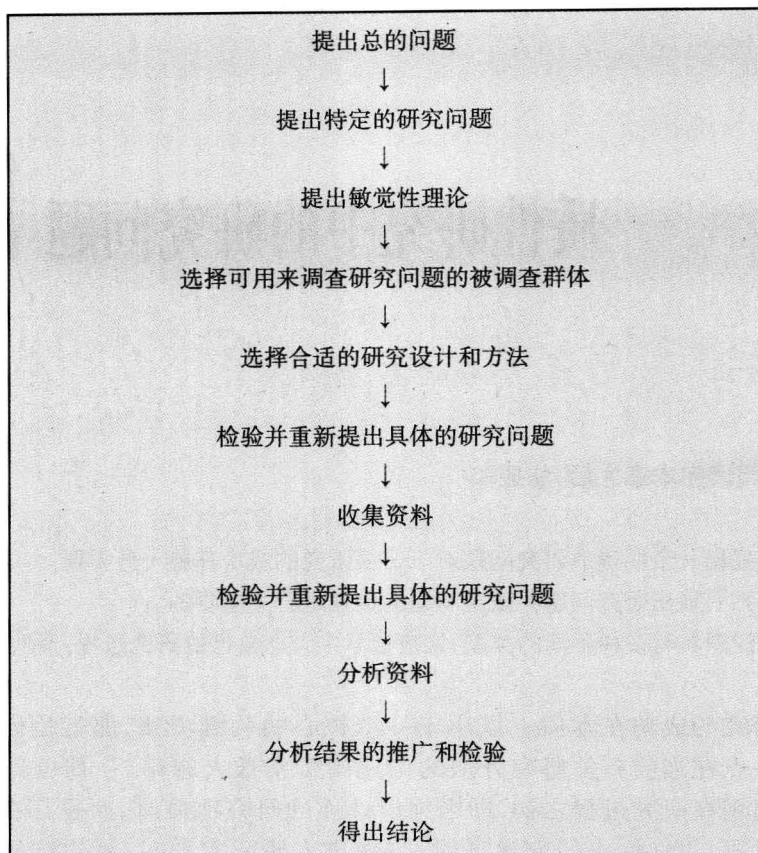 提出总的问题
↓
提出特定的研究问题
↓
提出敏觉性理论
↓
选择可用来调查研究问题的被调查群体
↓
选择合适的研究设计和方法
↓
检验并重新提出具体的研究问题
↓
收集资料
↓
检验并重新提出具体的研究问题
↓
分析资料
↓
分析结果的推广和检验
↓
得出结论